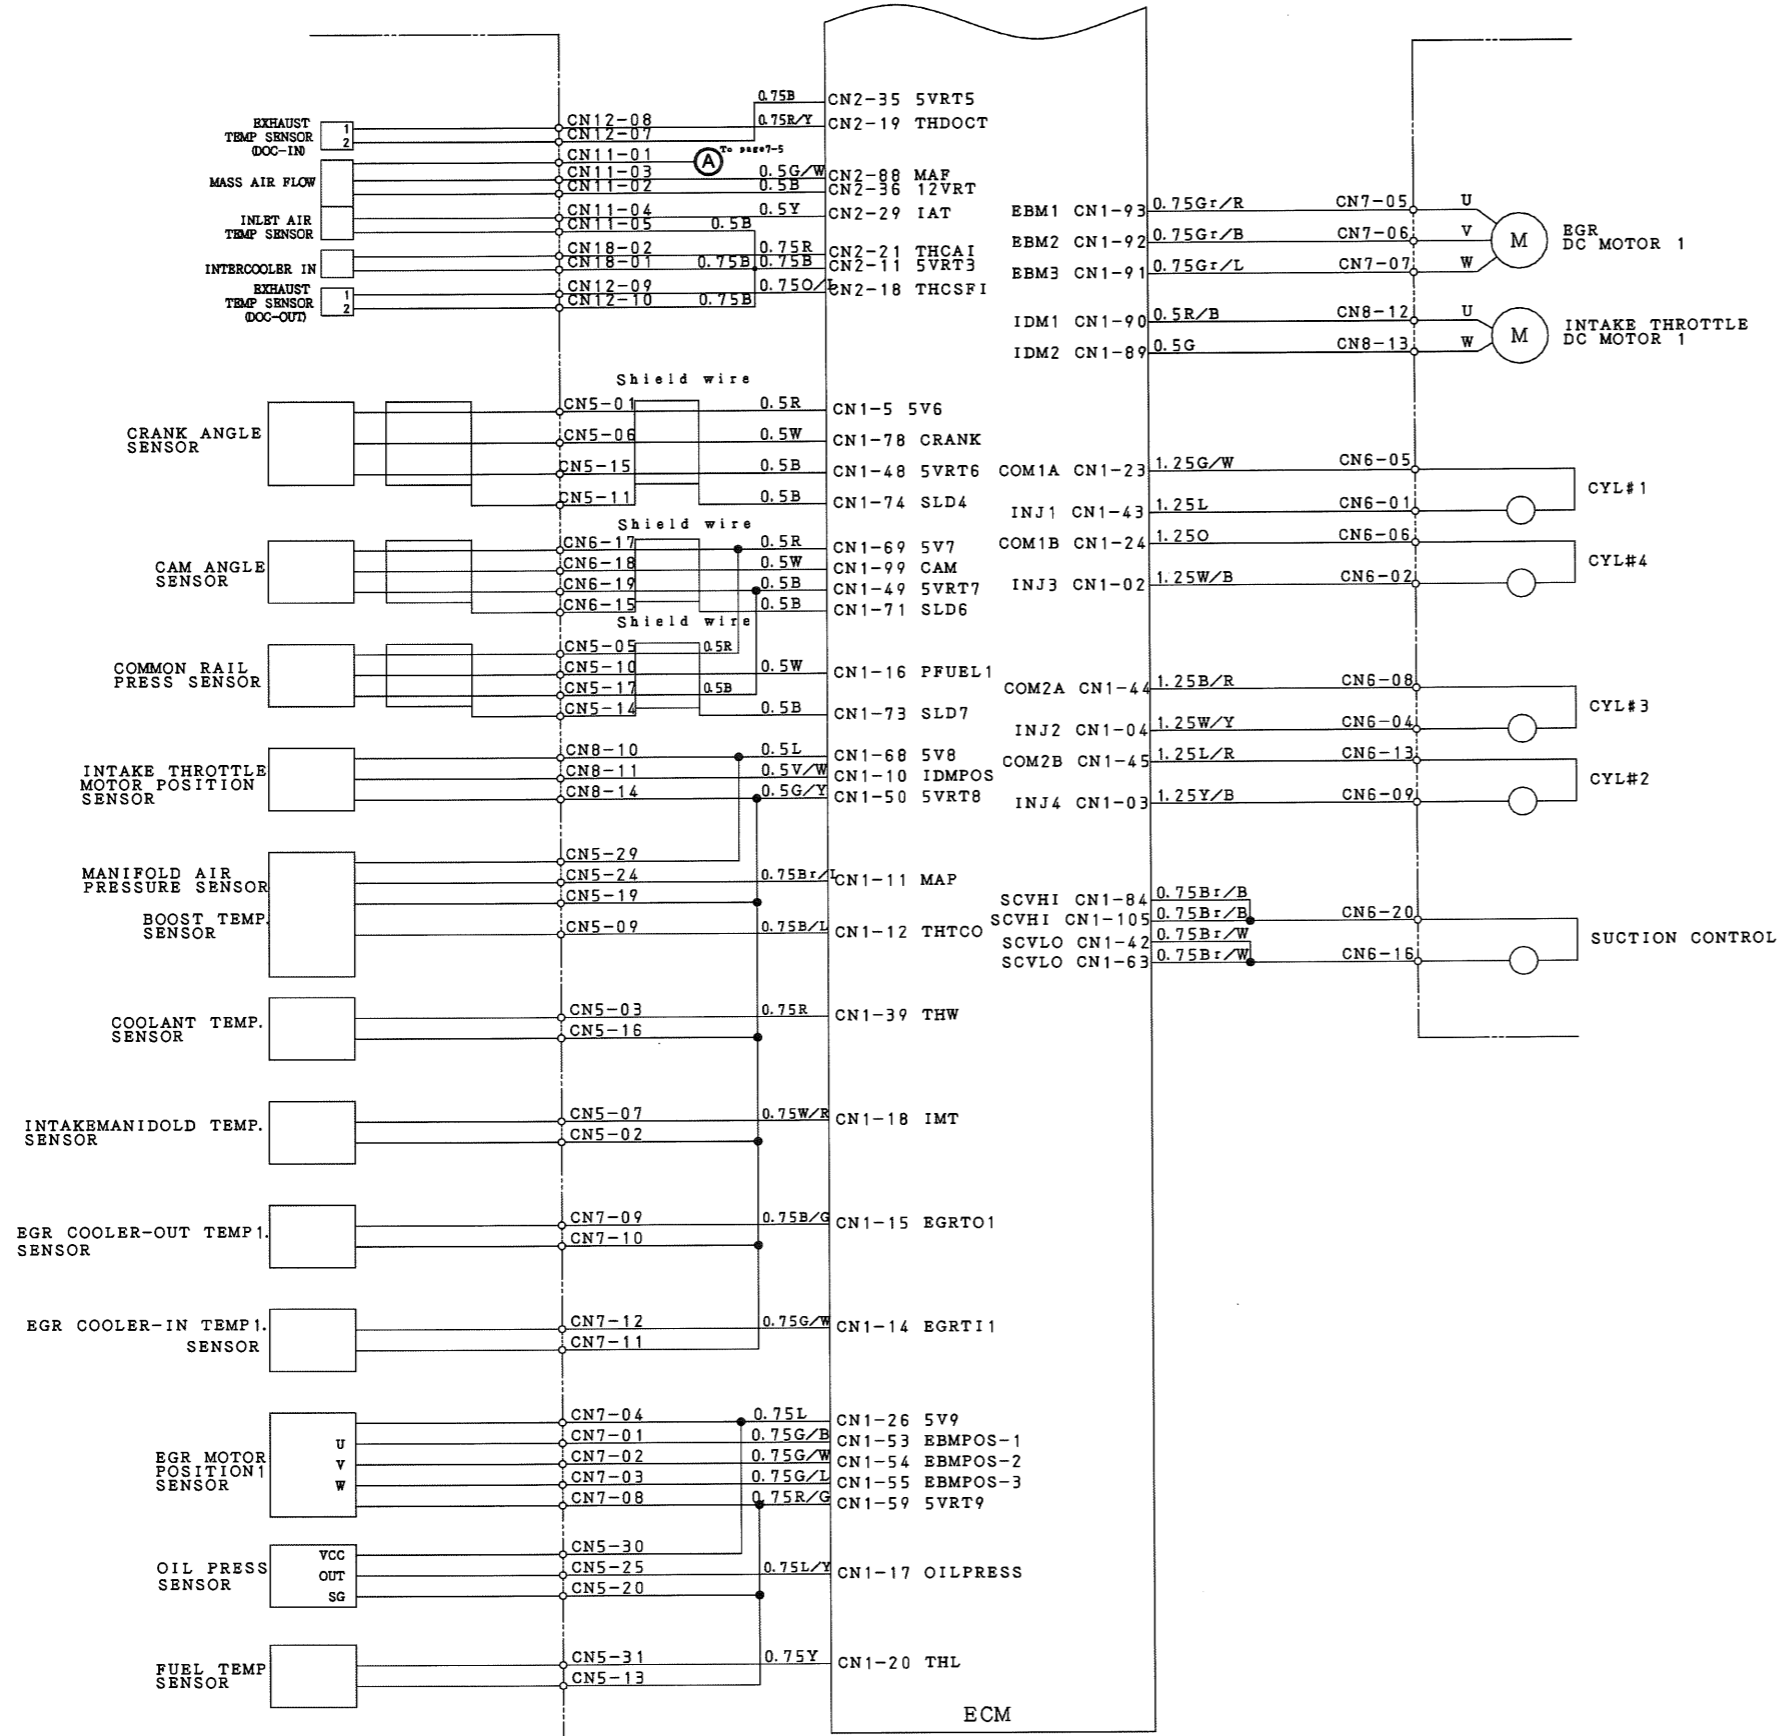 EXHAUST
TEMP SENSOR
(DOC-IN)
1
2
CN12-08
CN12-07
0.75B
0.75R/Y
CN2-35 5VRT5
CN2-19 THDOCT
MASS AIR FLOW
CN11-01
CN11-03
CN11-02
A
To page7-5
0.5G/W
0.5B
CN2-88 MAF
CN2-36 12VRT
INLET AIR
TEMP SENSOR
CN11-04
CN11-05
0.5Y
0.5B
CN2-29 IAT
INTERCOOLER IN
CN18-02
CN18-01
0.75R
0.75B
0.75B
CN2-21 THCAI
CN2-11 5VRT3
EXHAUST
TEMP SENSOR
(DOC-OUT)
1
2
CN12-09
CN12-10
0.75O/L
0.75B
CN2-18 THCSFI
CRANK ANGLE
SENSOR
Shield wire
CN5-01
CN5-06
CN5-15
CN5-11
0.5R
0.5W
0.5B
0.5B
CN1-5 5V6
CN1-78 CRANK
CN1-48 5VRT6
CN1-74 SLD4
CAM ANGLE
SENSOR
Shield wire
CN6-17
CN6-18
CN6-19
CN6-15
0.5R
0.5W
0.5B
0.5B
CN1-69 5V7
CN1-99 CAM
CN1-49 5VRT7
CN1-71 SLD6
COMMON RAIL
PRESS SENSOR
Shield wire
CN5-05
CN5-10
CN5-17
CN5-14
0.5R
0.5W
0.5B
0.5B
CN1-16 PFUEL1
CN1-73 SLD7
INTAKE THROTTLE
MOTOR POSITION
SENSOR
CN8-10
CN8-11
CN8-14
0.5L
0.5V/W
0.5G/Y
CN1-68 5V8
CN1-10 IDMPOS
CN1-50 5VRT8
MANIFOLD AIR
PRESSURE SENSOR
BOOST TEMP.
SENSOR
CN5-29
CN5-24
CN5-19
CN5-09
0.75Br/L
0.75B/L
CN1-11 MAP
CN1-12 THTCO
COOLANT TEMP.
SENSOR
CN5-03
CN5-16
0.75R
CN1-39 THW
INTAKEMANIDOLD TEMP.
SENSOR
CN5-07
CN5-02
0.75W/R
CN1-18 IMT
EGR COOLER-OUT TEMP1.
SENSOR
CN7-09
CN7-10
0.75B/G
CN1-15 EGRTO1
EGR COOLER-IN TEMP1.
SENSOR
CN7-12
CN7-11
0.75G/W
CN1-14 EGRTI1
EGR MOTOR
POSITION1
SENSOR
U
V
W
CN7-04
CN7-01
CN7-02
CN7-03
CN7-08
0.75L
0.75G/B
0.75G/W
0.75G/L
0.75R/G
CN1-26 5V9
CN1-53 EBMPOS-1
CN1-54 EBMPOS-2
CN1-55 EBMPOS-3
CN1-59 5VRT9
OIL PRESS
SENSOR
VCC
OUT
SG
CN5-30
CN5-25
CN5-20
0.75L/Y
CN1-17 OILPRESS
FUEL TEMP
SENSOR
CN5-31
CN5-13
0.75Y
CN1-20 THL
ECM
EBM1 CN1-93 0.75Gr/R CN7-05 U
EBM2 CN1-92 0.75Gr/B CN7-06 V
EBM3 CN1-91 0.75Gr/L CN7-07 W
M
EGR
DC MOTOR 1
IDM1 CN1-90 0.5R/B CN8-12 U
IDM2 CN1-89 0.5G CN8-13 W
M
INTAKE THROTTLE
DC MOTOR 1
COM1A CN1-23 1.25G/W CN6-05
INJ1 CN1-43 1.25L CN6-01
CYL#1
COM1B CN1-24 1.25O CN6-06
INJ3 CN1-02 1.25W/B CN6-02
CYL#4
COM2A CN1-44 1.25B/R CN6-08
INJ2 CN1-04 1.25W/Y CN6-04
CYL#3
COM2B CN1-45 1.25L/R CN6-13
INJ4 CN1-03 1.25Y/B CN6-09
CYL#2
SCVHI CN1-84 0.75Br/B
SCVHI CN1-105 0.75Br/B CN6-20
SCVLO CN1-42 0.75Br/W
SCVLO CN1-63 0.75Br/W CN6-16
SUCTION CONTROL